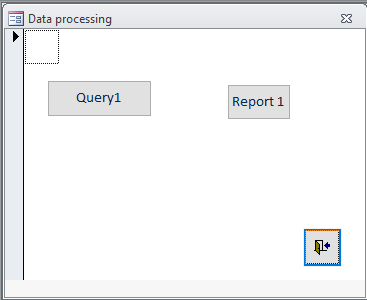 Data processing
Query1
Report 1